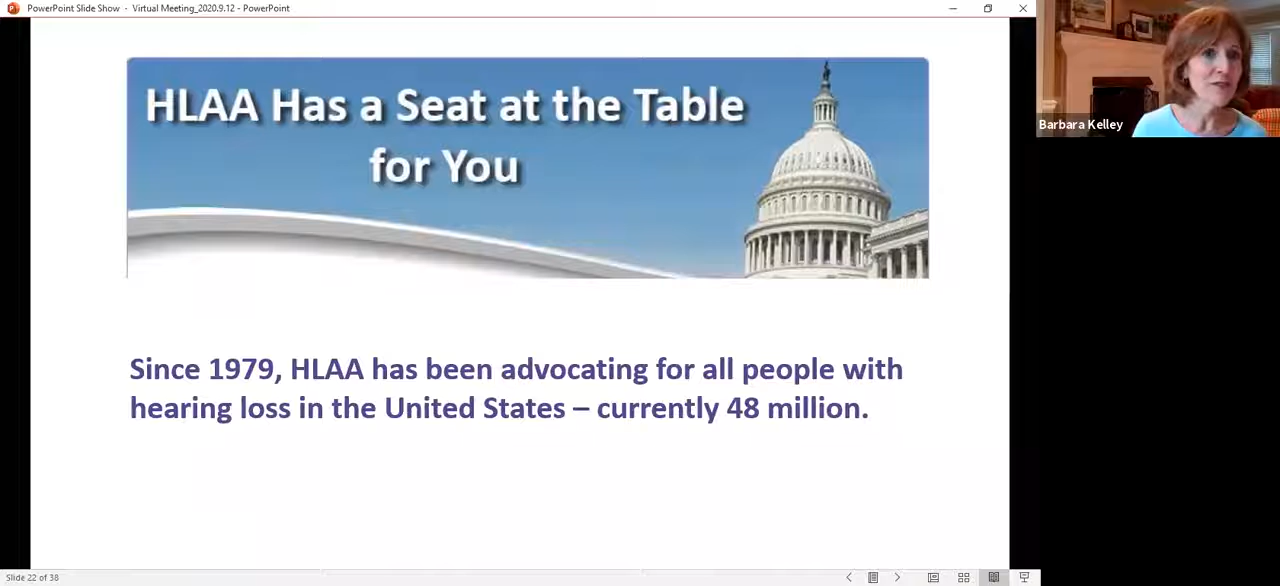 PowerPoint Slide Show - Virtual Meeting_2020.9.12 - PowerPoint
HLAA Has a Seat at the Table
for You
Barbara Kelley
Since 1979, HLAA has been advocating for all people with
hearing loss in the United States – currently 48 million.
Slide 22 of 38